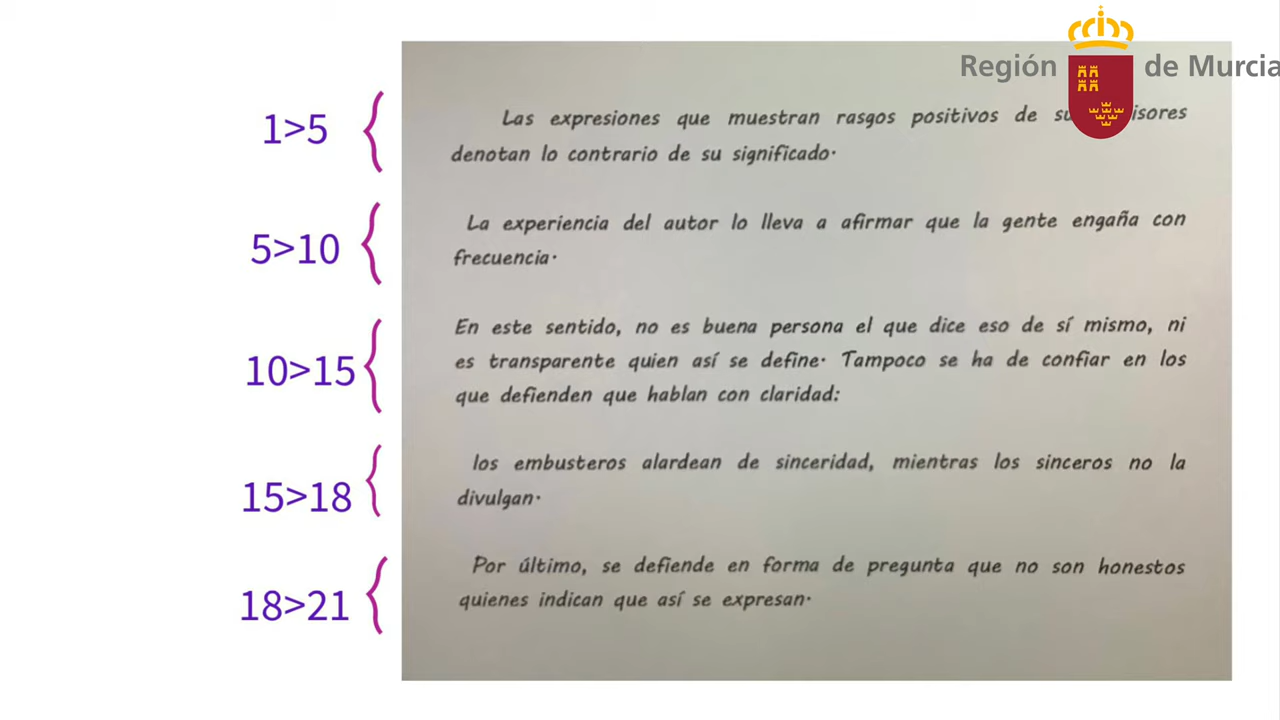 Región de Murcia
1>5
Las expresiones que muestran rasgos positivos de
denotan lo contrario de su significado.
5>10
La experiencia del autor lo lleva a afirmar que la gente engaña con
frecuencia.
10>15
En este sentido, no es buena persona el que dice eso de sí mismo, ni
es transparente quien así se define. Tampoco se ha de confiar en los
que defienden que hablan con claridad:
15>18
los embusteros alardean de sinceridad, mientras los sinceros no la
divulgan.
18>21
Por último, se defiende en forma de pregunta que no son honestos
quienes indican que así se expresan.